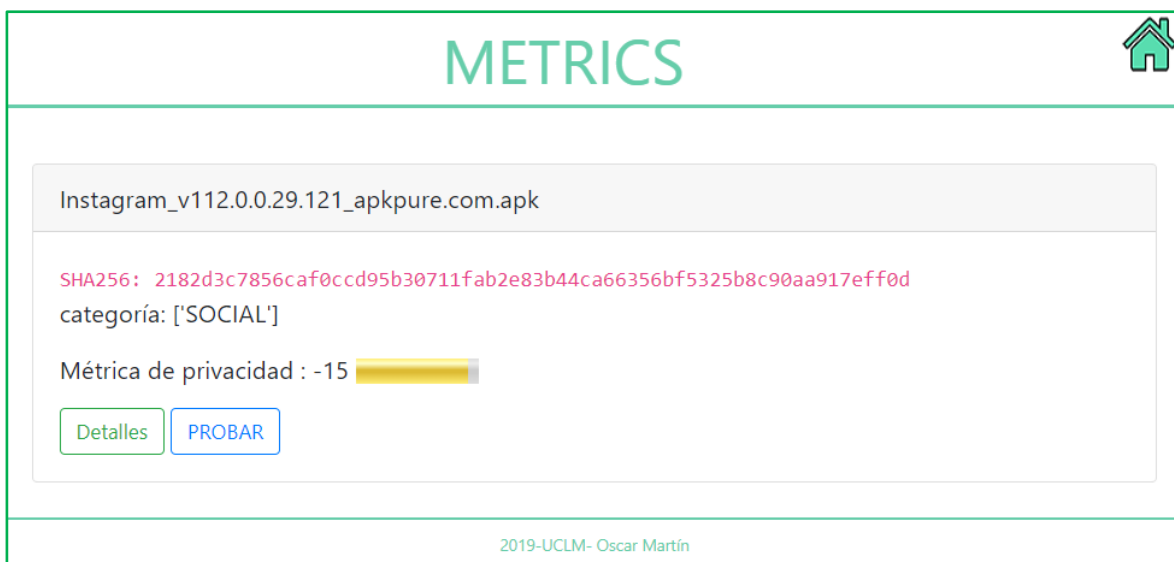 METRICS
Instagram_v112.0.0.29.121_apkpure.com.apk
SHA256: 2182d3c7856caf0ccd95b30711fab2e83b44ca66356bf5325b8c90aa917eff0d
categoría: ['SOCIAL']
Métrica de privacidad : -15
Detalles PROBAR
2019-UCLM- Oscar Martín